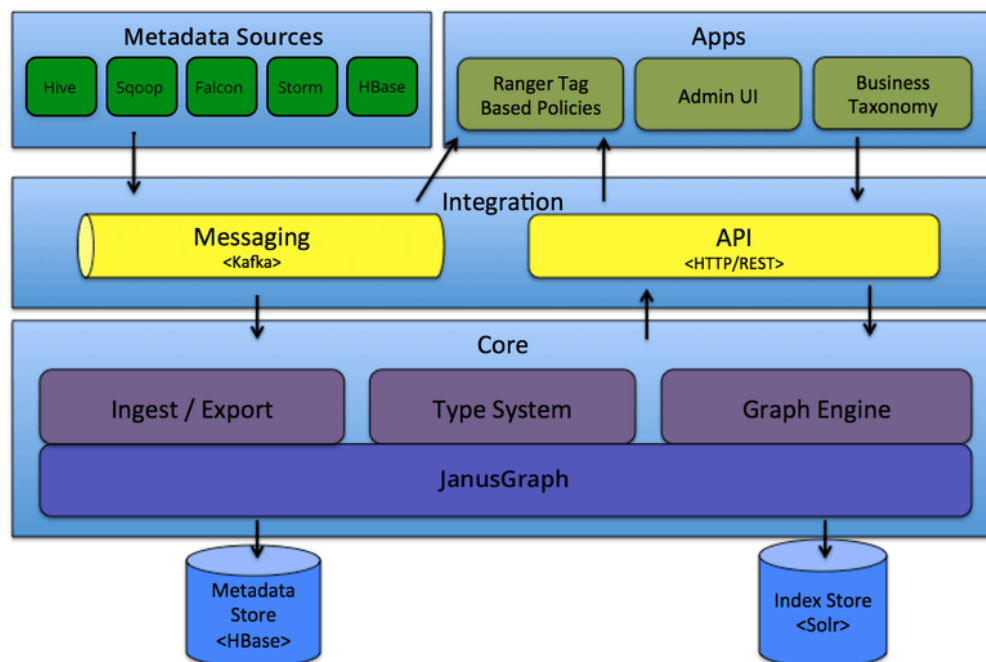 Metadata Sources
Hive
Sqoop
Falcon
Storm
HBase
Apps
Ranger Tag
Based Policies
Admin UI
Business
Taxonomy
Integration
Messaging
<Kafka>
API
<HTTP/REST>
Core
Ingest / Export
Type System
Graph Engine
JanusGraph
Metadata
Store
<HBase>
Index Store
<Solr>